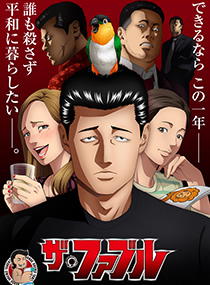 できるなら この一年――
誰も殺さず
平和に暮らしたい――。
ザ・ファブル